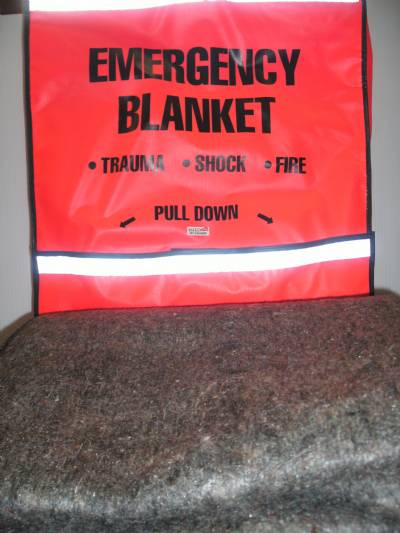 EMERGENCY
BLANKET
• TRAUMA • SHOCK • FIRE
PULL DOWN